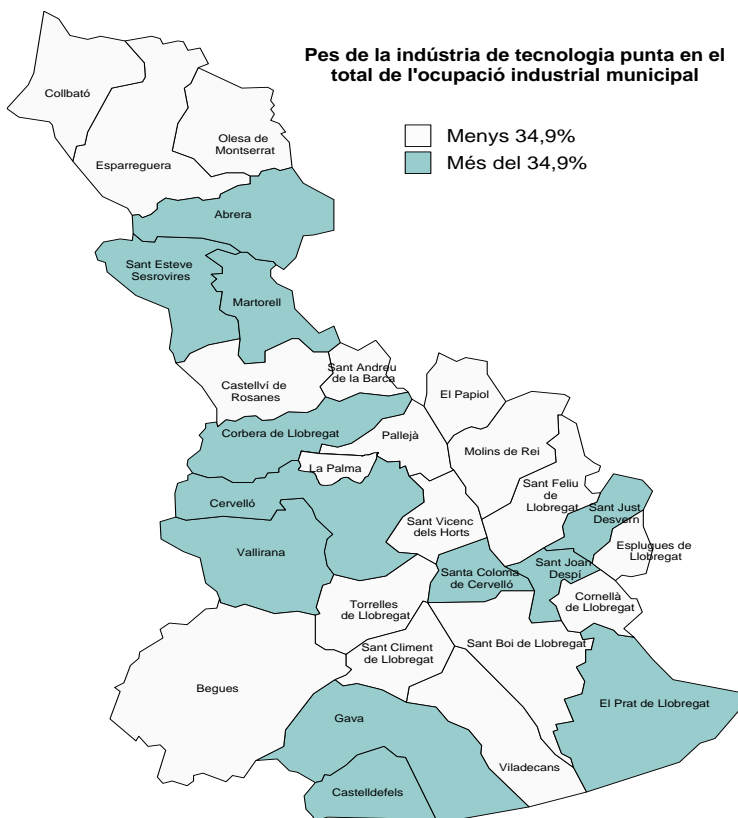 Pes de la indústria de tecnologia punta en el
total de l'ocupació industrial municipal
Menys 34,9%
Més del 34,9%
Collbató
Olesa de
Montserrat
Esparreguera
Abrera
Sant Esteve
Sesrovires
Martorell
Sant Andreu
de la Barca
Castellví de
Rosanes
El Papiol
Corbera de Llobregat
Pallejà
Molins de Rei
La Palma
Sant Feliu
de
Llobregat
Cervelló
Sant Just
Desvern
Sant Vicenc
dels Horts
Vallirana
Esplugues de
Llobregat
Santa Coloma
de Cervelló
Sant Joan
Despí
Torrelles
de Llobregat
Cornellà
de Llobregat
Sant Climent
de Llobregat
Sant Boi de Llobregat
Begues
El Prat de Llobregat
Gava
Viladecans
Castelldefels